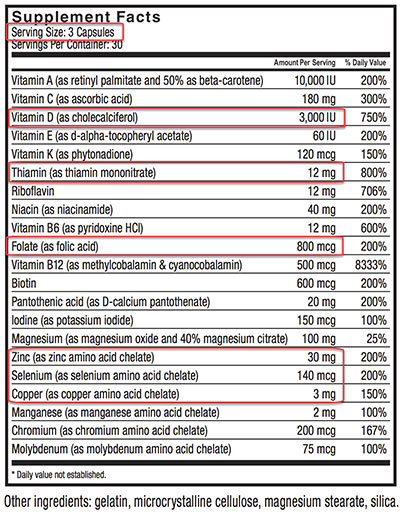 Supplement Facts
Serving Size: 3 Capsules
Servings Per Container: 30
Amount Per Serving % Daily Value
Vitamin A (as retinyl palmitate and 50% as beta-carotene) 10,000 IU 200%
Vitamin C (as ascorbic acid) 180 mg 300%
Vitamin D (as cholecalciferol) 3,000 IU 750%
Vitamin E (as d-alpha-tocopheryl acetate) 60 IU 200%
Vitamin K (as phytonadione) 120 mcg 150%
Thiamin (as thiamin mononitrate) 12 mg 800%
Riboflavin 12 mg 706%
Niacin (as niacinamide) 40 mg 200%
Vitamin B6 (as pyridoxine HCl) 12 mg 600%
Folate (as folic acid) 800 mcg 200%
Vitamin B12 (as methylcobalamin & cyanocobalamin) 500 mcg 8333%
Biotin 600 mcg 200%
Pantothenic acid (as D-calcium pantothenate) 20 mg 200%
Iodine (as potassium iodide) 150 mcg 100%
Magnesium (as magnesium oxide and 40% magnesium citrate) 100 mg 25%
Zinc (as zinc amino acid chelate) 30 mg 200%
Selenium (as selenium amino acid chelate) 140 mcg 200%
Copper (as copper amino acid chelate) 3 mg 150%
Manganese (as manganese amino acid chelate) 2 mg 100%
Chromium (as chromium amino acid chelate) 200 mcg 167%
Molybdenum (as molybdenum amino acid chelate) 75 mcg 100%
* Daily value not established.
Other ingredients: gelatin, microcrystalline cellulose, magnesium stearate, silica.